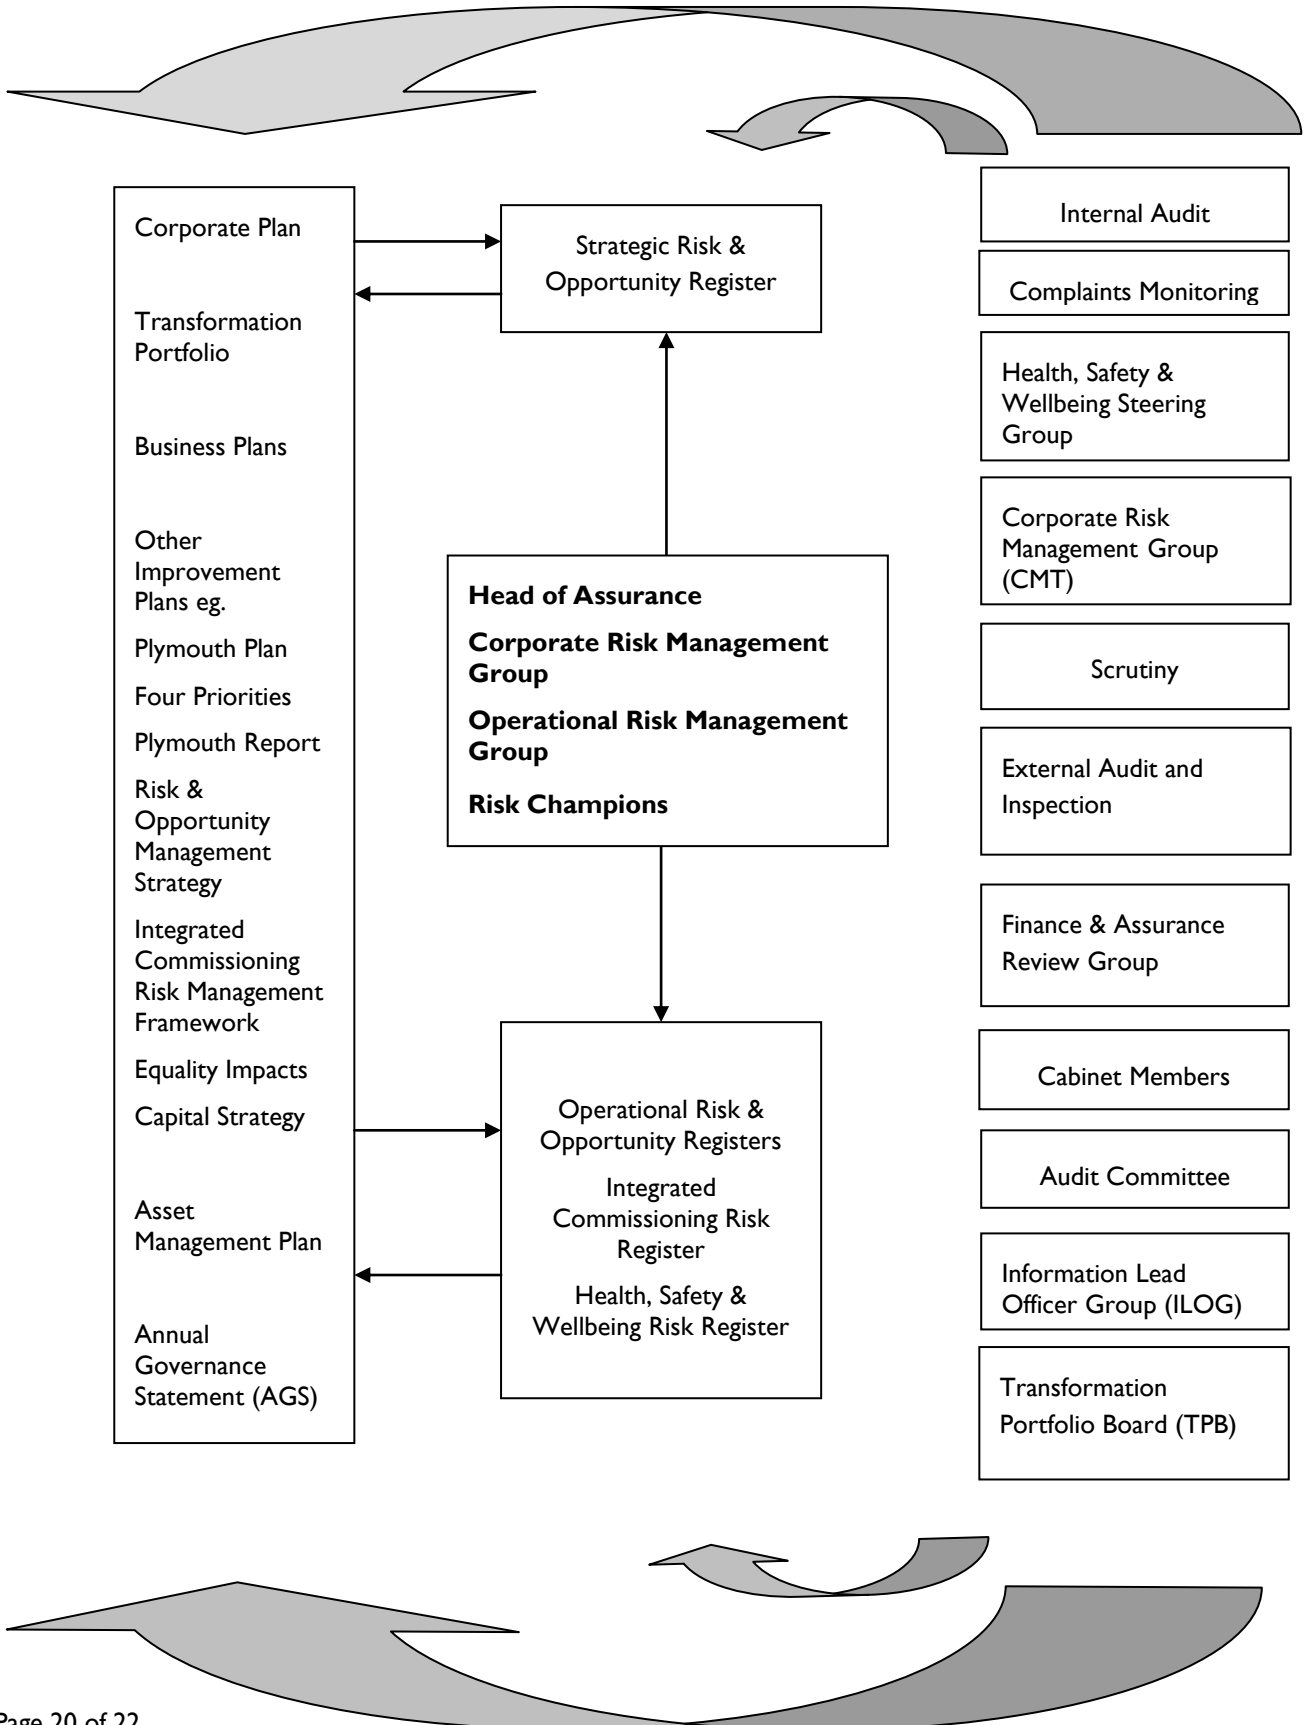 Corporate Plan
Transformation
Portfolio
Business Plans
Other
Improvement
Plans eg.
Plymouth Plan
Four Priorities
Plymouth Report
Risk &
Opportunity
Management
Strategy
Integrated
Commissioning
Risk Management
Framework
Equality Impacts
Capital Strategy
Asset
Management Plan
Annual
Governance
Statement (AGS)
Strategic Risk &
Opportunity Register
Head of Assurance
Corporate Risk Management
Group
Operational Risk Management
Group
Risk Champions
Operational Risk &
Opportunity Registers
Integrated
Commissioning Risk
Register
Health, Safety &
Wellbeing Risk Register
Internal Audit
Complaints Monitoring
Health, Safety &
Wellbeing Steering
Group
Corporate Risk
Management Group
(CMT)
Scrutiny
External Audit and
Inspection
Finance & Assurance
Review Group
Cabinet Members
Audit Committee
Information Lead
Officer Group (ILOG)
Transformation
Portfolio Board (TPB)
Page 20 of 22